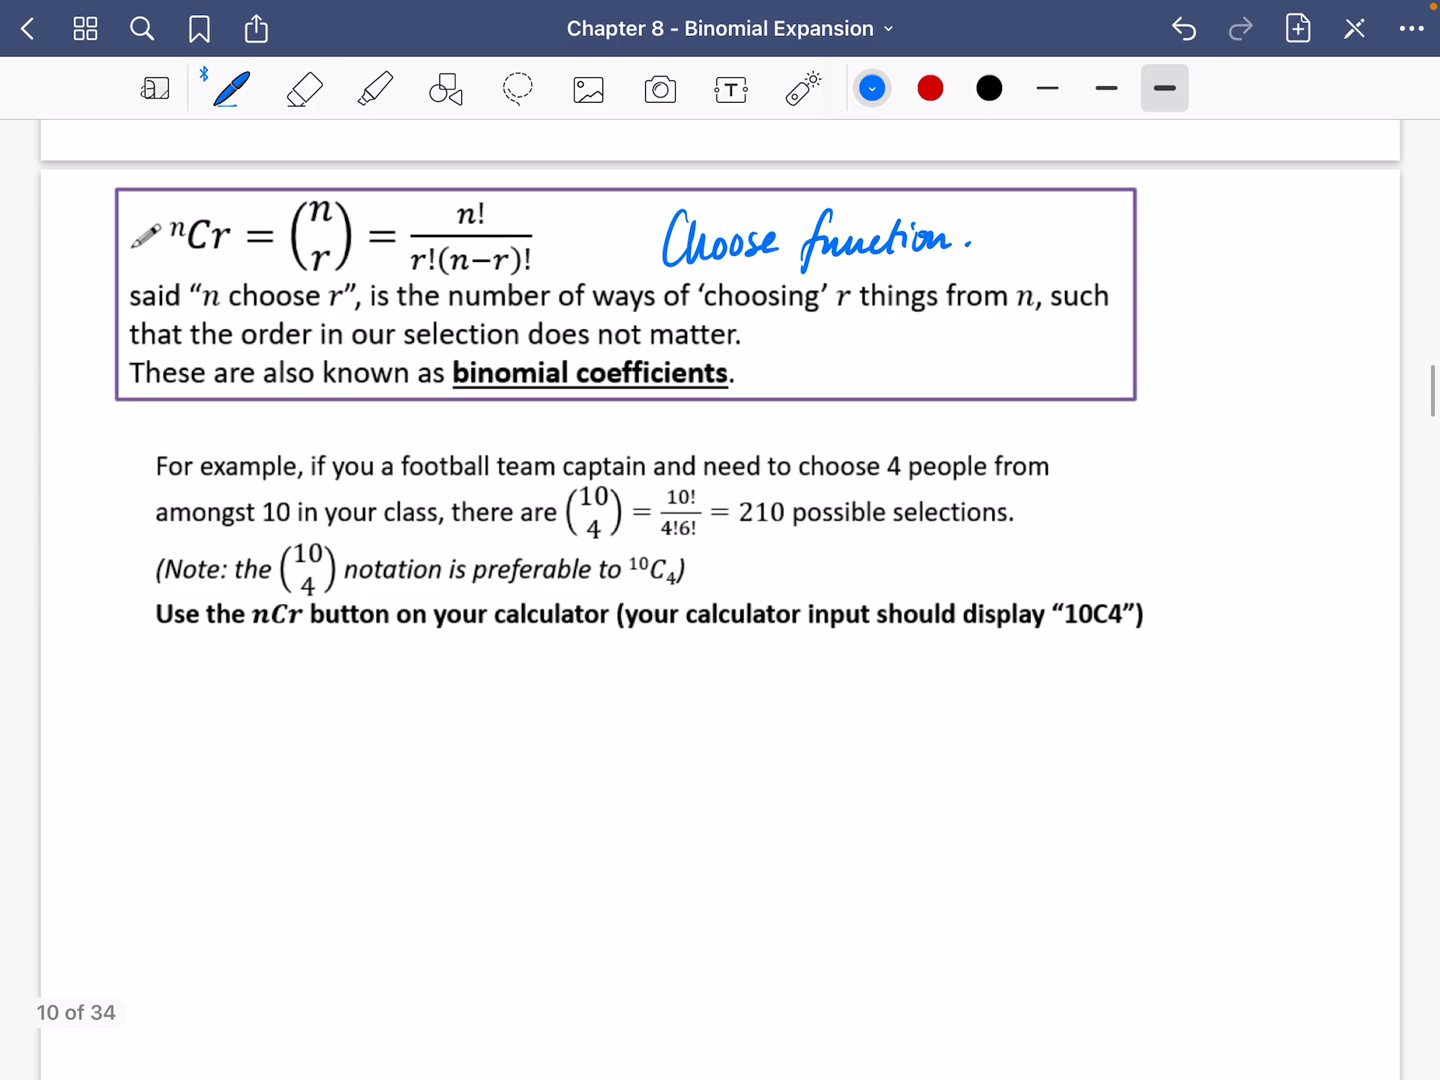 Chapter 8 - Binomial Expansion
T
ⁿCr = (n r) = n! / r!(n−r)!
Choose function.
said “n choose r”, is the number of ways of ‘choosing’ r things from n, such
that the order in our selection does not matter.
These are also known as binomial coefficients.
For example, if you a football team captain and need to choose 4 people from
amongst 10 in your class, there are (10 4) = 10! / 4!6! = 210 possible selections.
(Note: the (10 4) notation is preferable to ¹⁰C₄)
Use the nCr button on your calculator (your calculator input should display “10C4”)
10 of 34